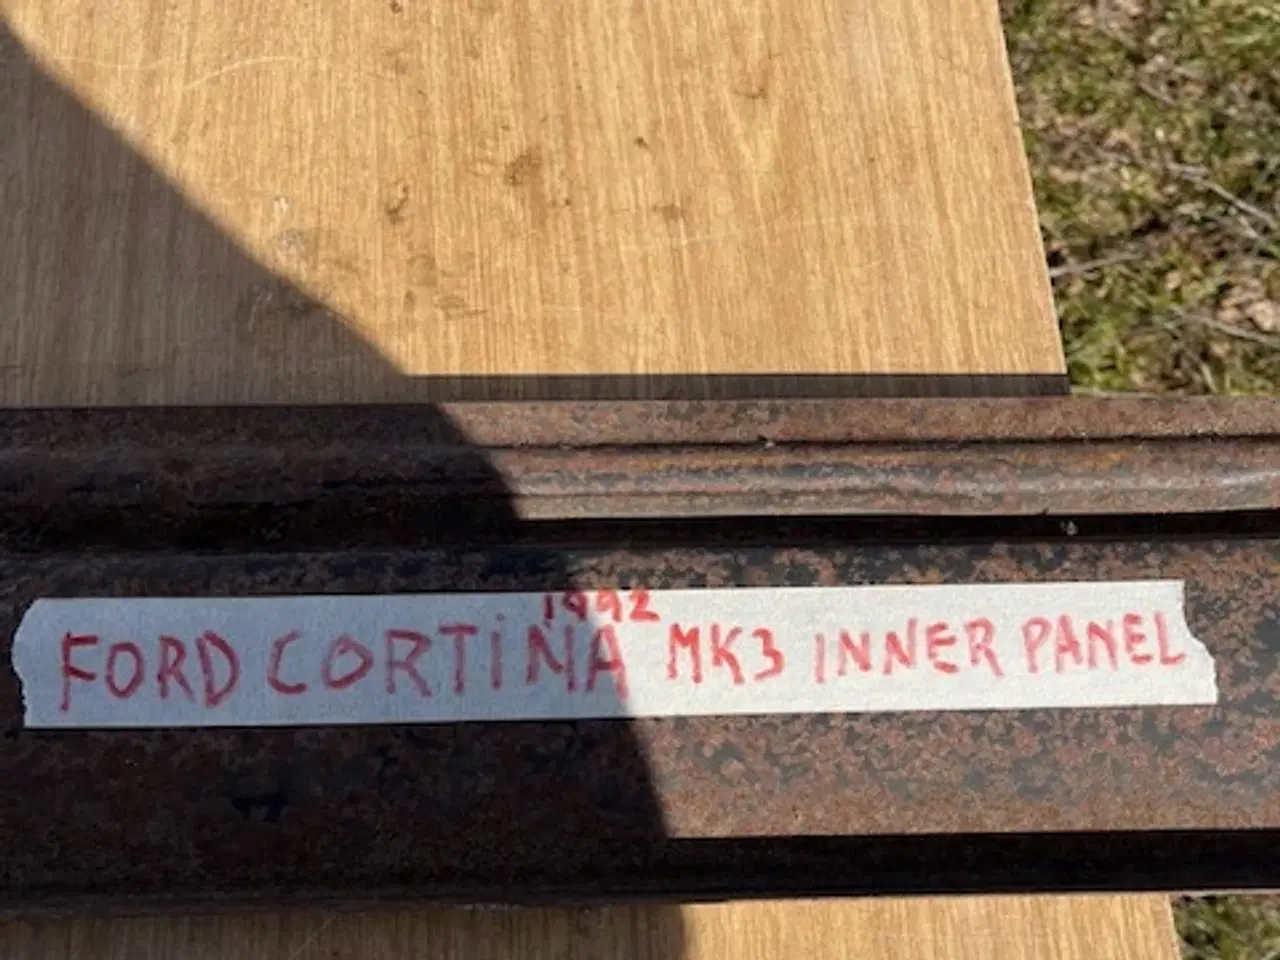 1992
FORD CORTINA MK3 INNER PANEL